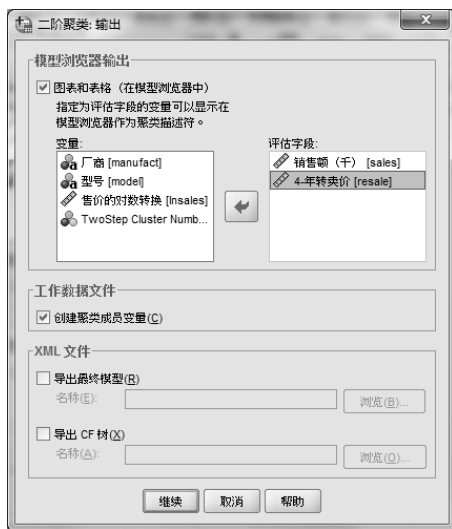 二阶聚类: 输出
模型浏览器输出
图表和表格（在模型浏览器中）
指定为评估字段的变量可以显示在
模型浏览器作为聚类描述符。
变量:
厂商 [manufact]
型号 [model]
售价的对数转换 [lnsales]
TwoStep Cluster Numb...
评估字段:
销售额（千） [sales]
4-年转卖价 [resale]
工作数据文件
创建聚类成员变量(C)
XML 文件
导出最终模型(R)
名称(E):
浏览(B)...
导出 CF 树(X)
名称(A):
浏览(O)...
继续
取消
帮助